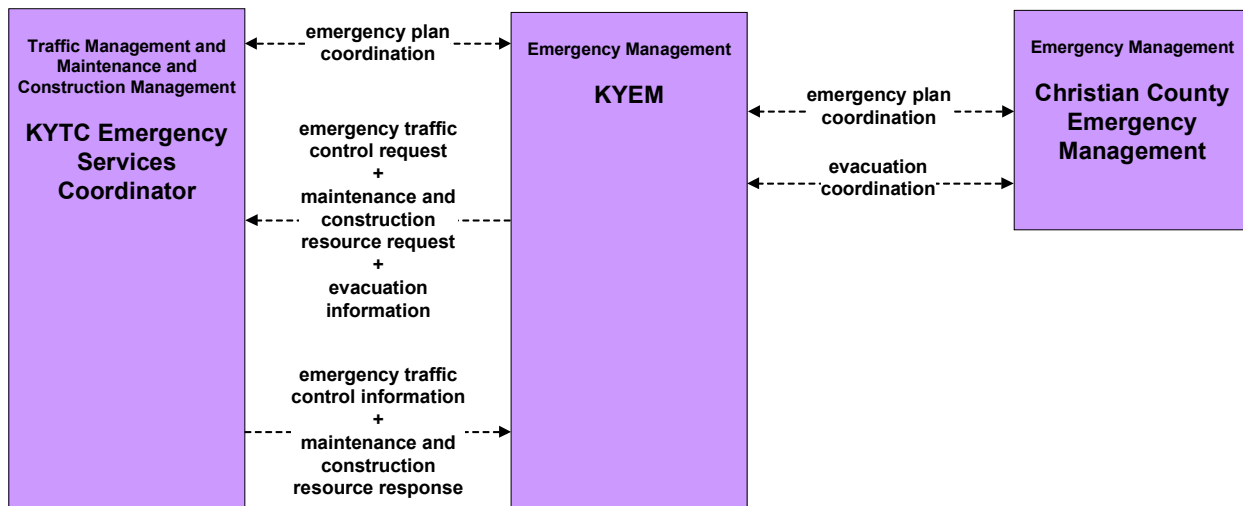 Traffic Management and
Maintenance and
Construction Management
KYTC Emergency
Services
Coordinator
emergency plan
coordination
emergency traffic
control request
+
maintenance and
construction
resource request
+
evacuation
information
emergency traffic
control information
+
maintenance and
construction
resource response
Emergency Management
KYEM
emergency plan
coordination
evacuation
coordination
Emergency Management
Christian County
Emergency
Management